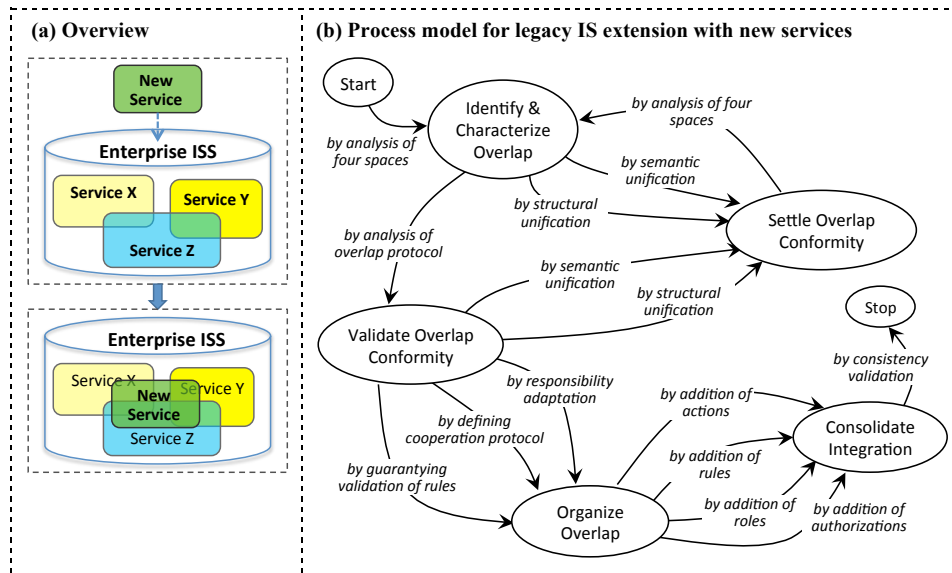 (a) Overview
New
Service
Enterprise ISS
Service X
Service Y
Service Z
Enterprise ISS
Service X
Service Y
New
Service
Service Z
(b) Process model for legacy IS extension with new services
Start
by analysis of
four spaces
Identify &
Characterize
Overlap
by analysis of four
spaces
by semantic
unification
by structural
unification
Settle Overlap
Conformity
by analysis of
overlap protocol
by semantic
unification
by structural
unification
Stop
Validate Overlap
Conformity
by consistency
validation
by responsibility
adaptation
by addition of
actions
by defining
cooperation protocol
Consolidate
Integration
by guarantying
validation of rules
by addition of
rules
Organize
Overlap
by addition of
roles
by addition of
authorizations